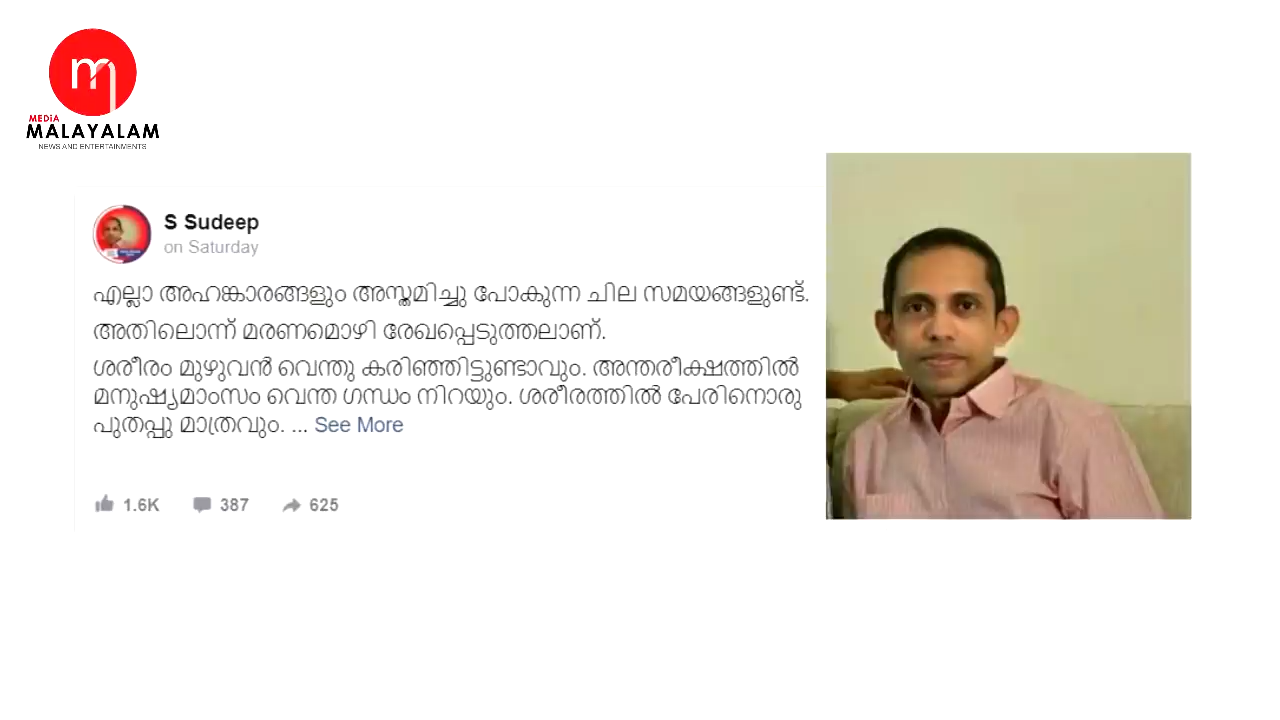 m
MEDiA
MALAYALAM
NEWS AND ENTERTAINMENTS
S Sudeep
on Saturday
എല്ലാ അഹങ്കാരങ്ങളും അസ്തമിച്ചു പോകുന്ന ചില സമയങ്ങളുണ്ട്.
അതിലൊന്ന് മരണമൊഴി രേഖപ്പെടുത്തലാണ്.
ശരീരം മുഴുവൻ വെന്തു കരിഞ്ഞിട്ടുണ്ടാവും. അന്തരീക്ഷത്തിൽ
മനുഷ്യമാംസം വെന്ത ഗന്ധം നിറയും. ശരീരത്തിൽ പേരിനൊരു
പുതപ്പു മാത്രവും. ... See More
1.6K 387 625